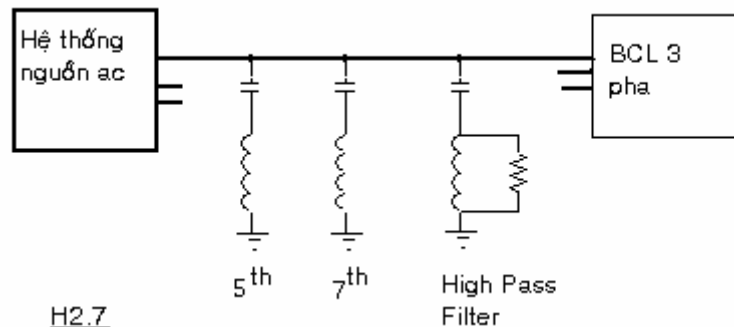 Hệ thống
nguồn ac
BCL 3
pha
5th
7th
High Pass
Filter
H2.7